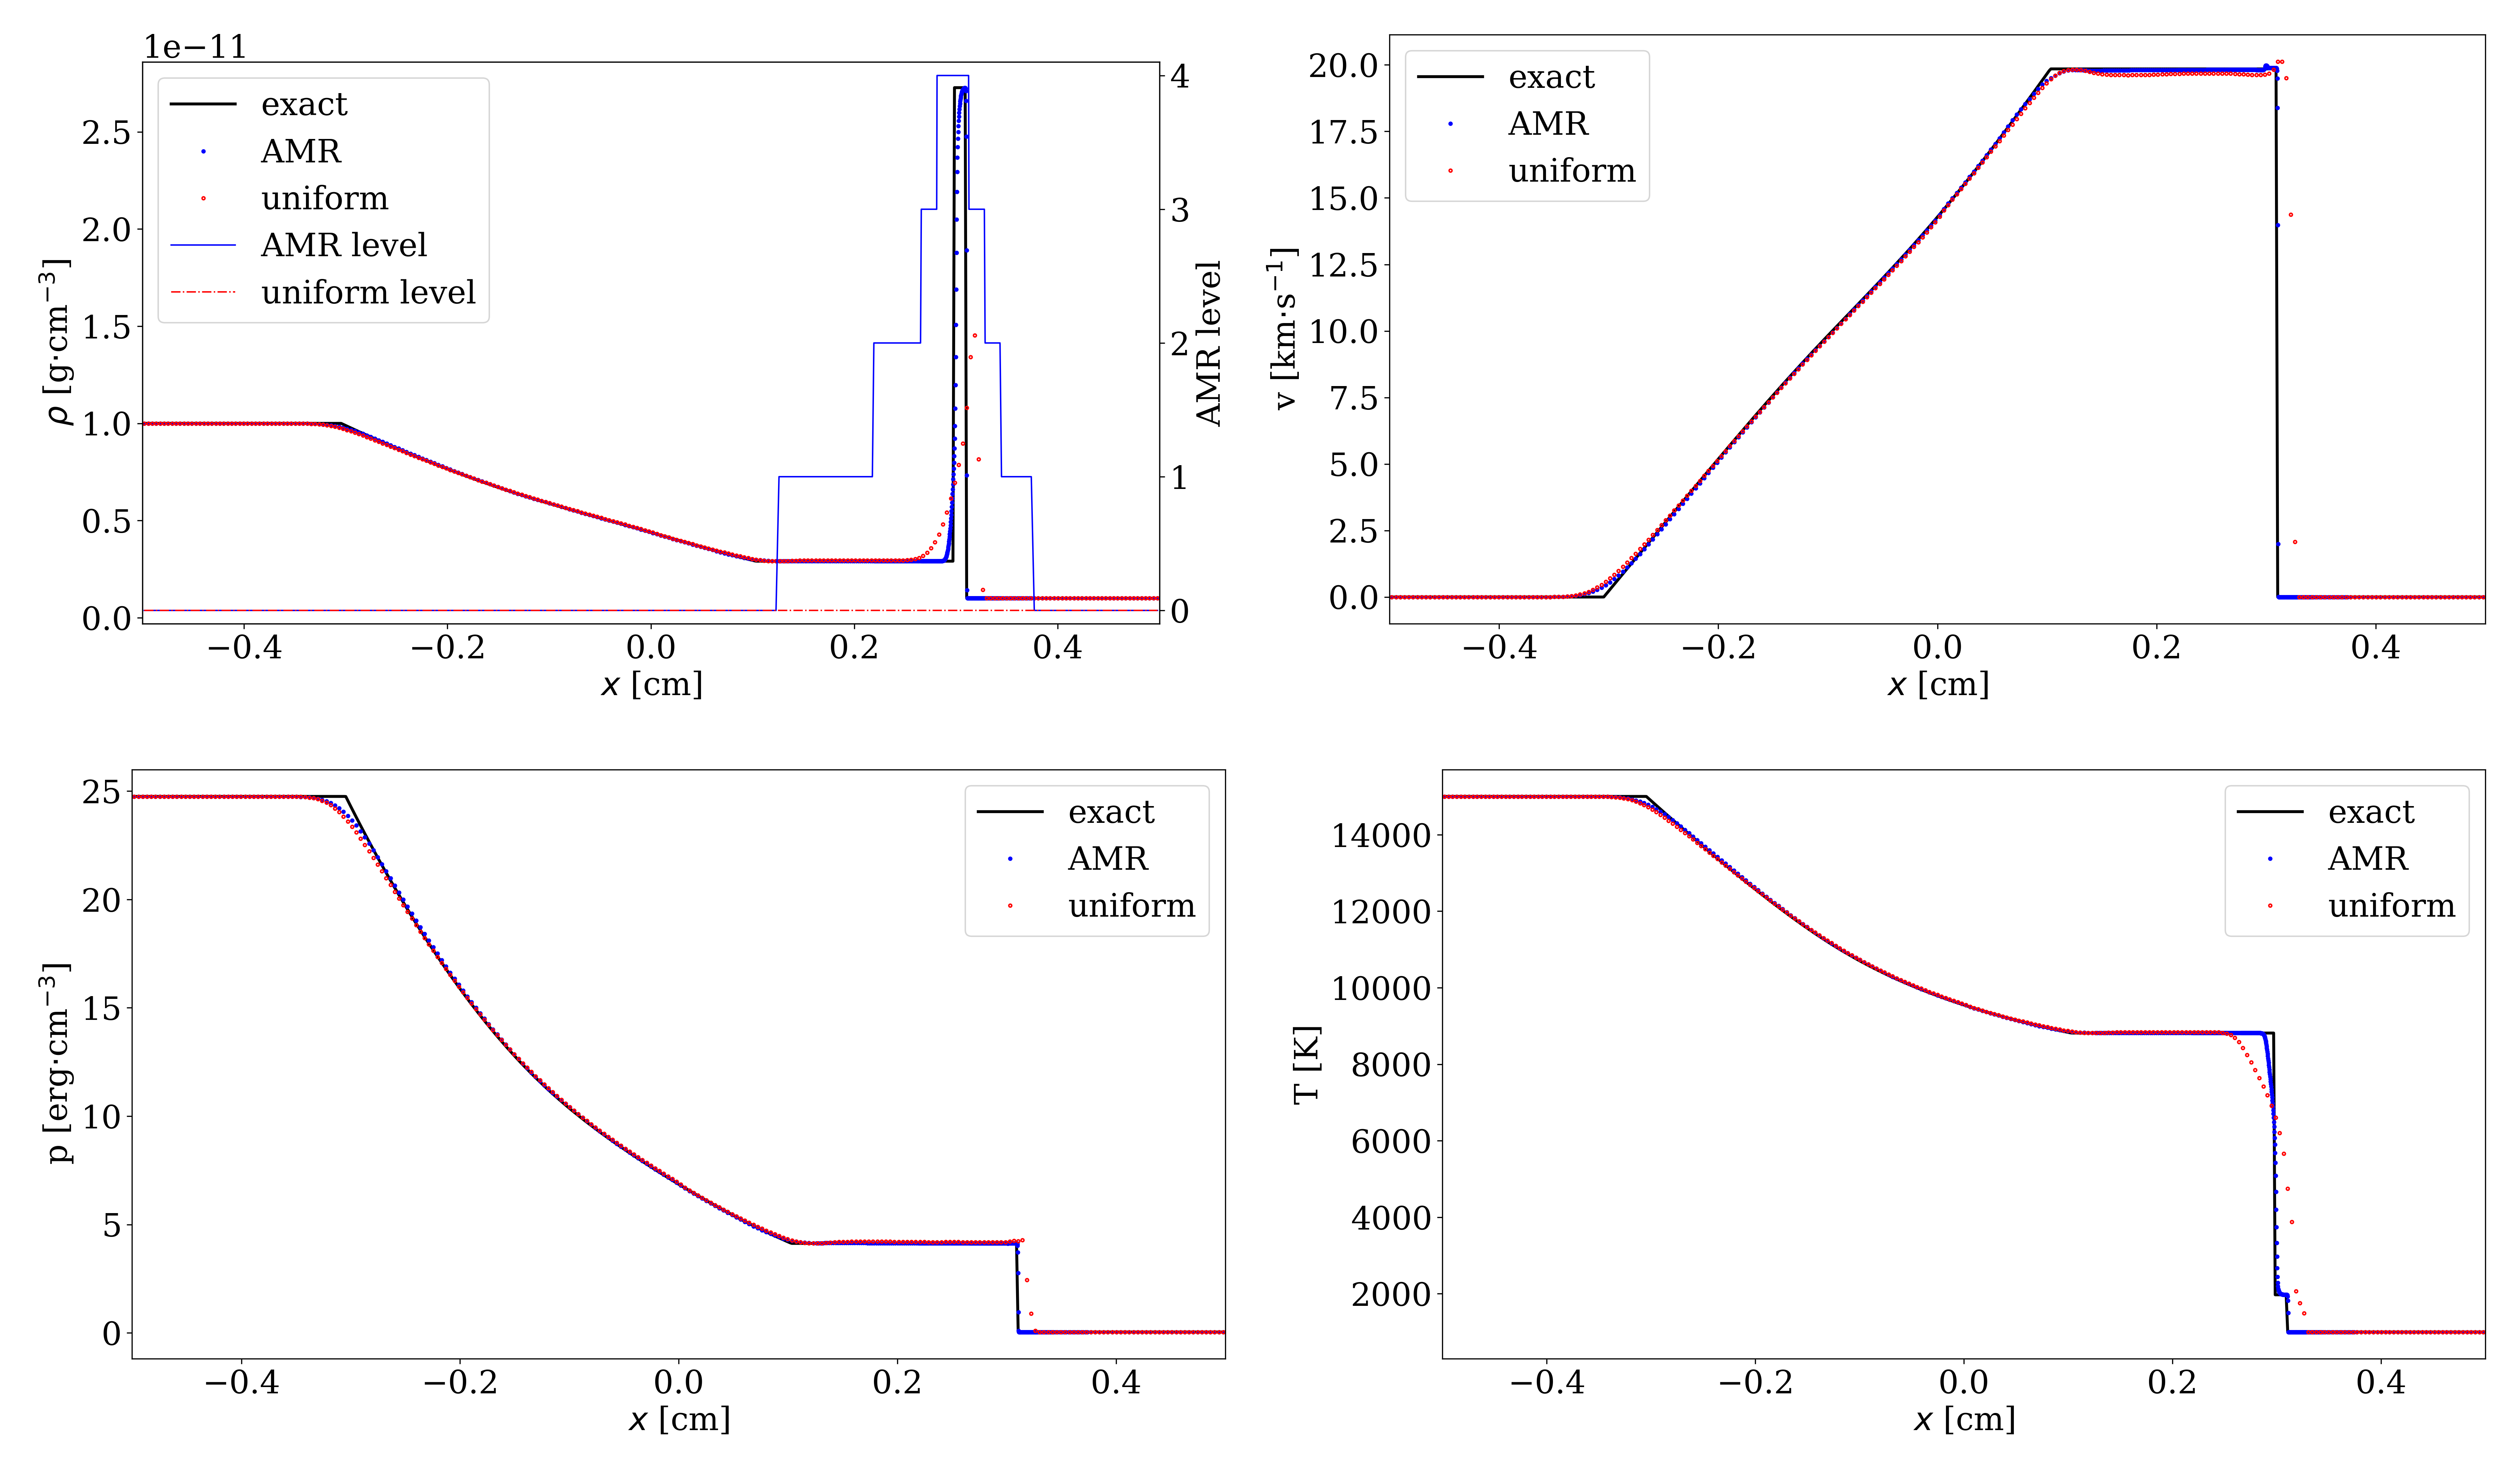 1e−11
exact
AMR
uniform
AMR level
uniform level
2.5
2.0
1.5
1.0
0.5
0.0
ρ [g·cm−3]
4
3
2
1
0
AMR level
−0.4 −0.2 0.0 0.2 0.4
x [cm]
exact
AMR
uniform
20.0
17.5
15.0
12.5
10.0
7.5
5.0
2.5
0.0
v [km·s−1]
−0.4 −0.2 0.0 0.2 0.4
x [cm]
exact
AMR
uniform
25
20
15
10
5
0
p [erg·cm−3]
−0.4 −0.2 0.0 0.2 0.4
x [cm]
exact
AMR
uniform
14000
12000
10000
8000
6000
4000
2000
T [K]
−0.4 −0.2 0.0 0.2 0.4
x [cm]